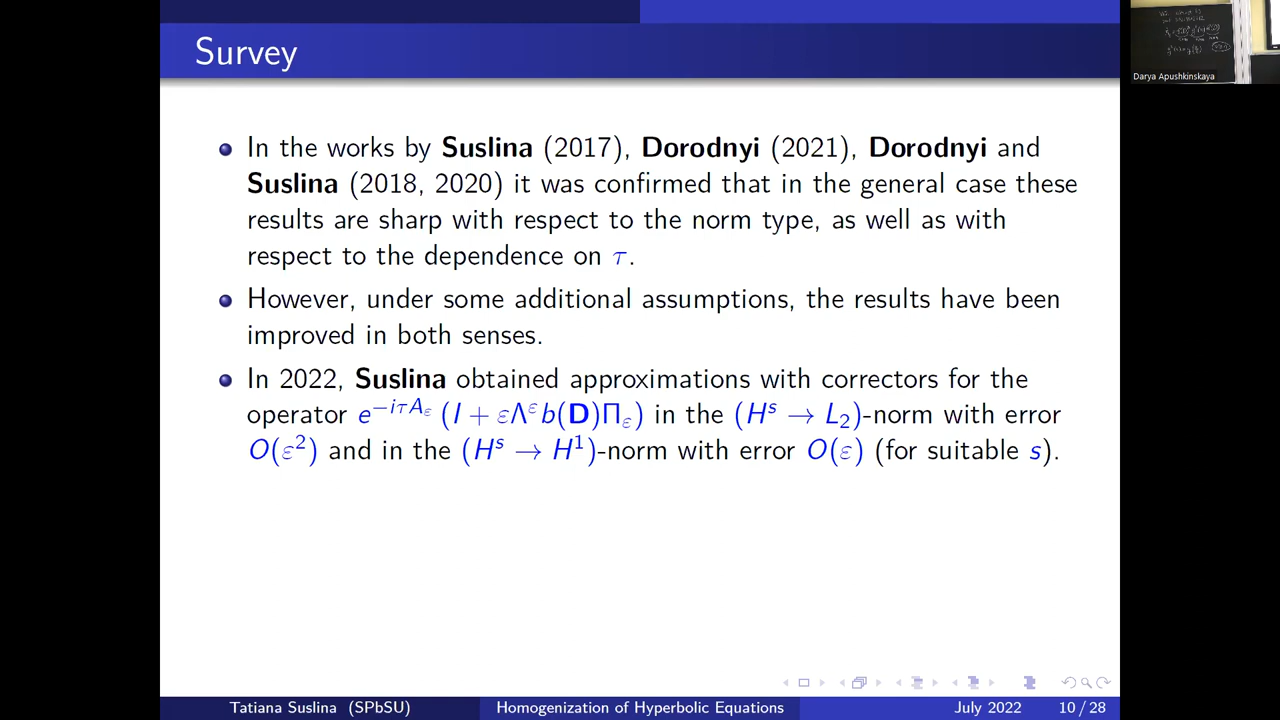 Survey
Darya Apushkinskaya
In the works by Suslina (2017), Dorodnyi (2021), Dorodnyi and
Suslina (2018, 2020) it was confirmed that in the general case these
results are sharp with respect to the norm type, as well as with
respect to the dependence on τ.
However, under some additional assumptions, the results have been
improved in both senses.
In 2022, Suslina obtained approximations with correctors for the
operator e^{−iτA_ε}(I + εΛ^ε b(D)Π_ε) in the (H^s → L_2)-norm with error
O(ε²) and in the (H^s → H^1)-norm with error O(ε) (for suitable s).
Tatiana Suslina (SPbSU) Homogenization of Hyperbolic Equations July 2022 10 / 28